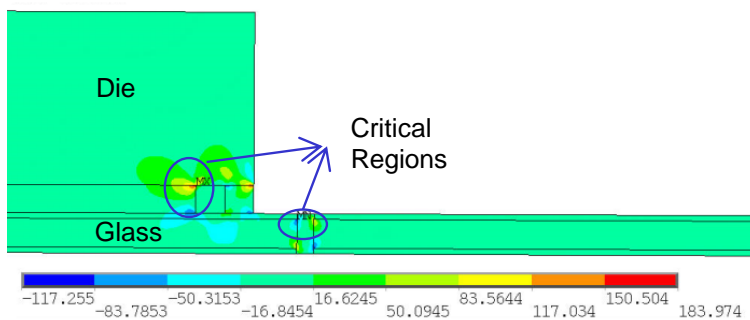 Die
Critical
Regions
MX
Glass
MN
-117.255 -50.3153 16.6245 83.5644 150.504
-83.7853 -16.8454 50.0945 117.034 183.974